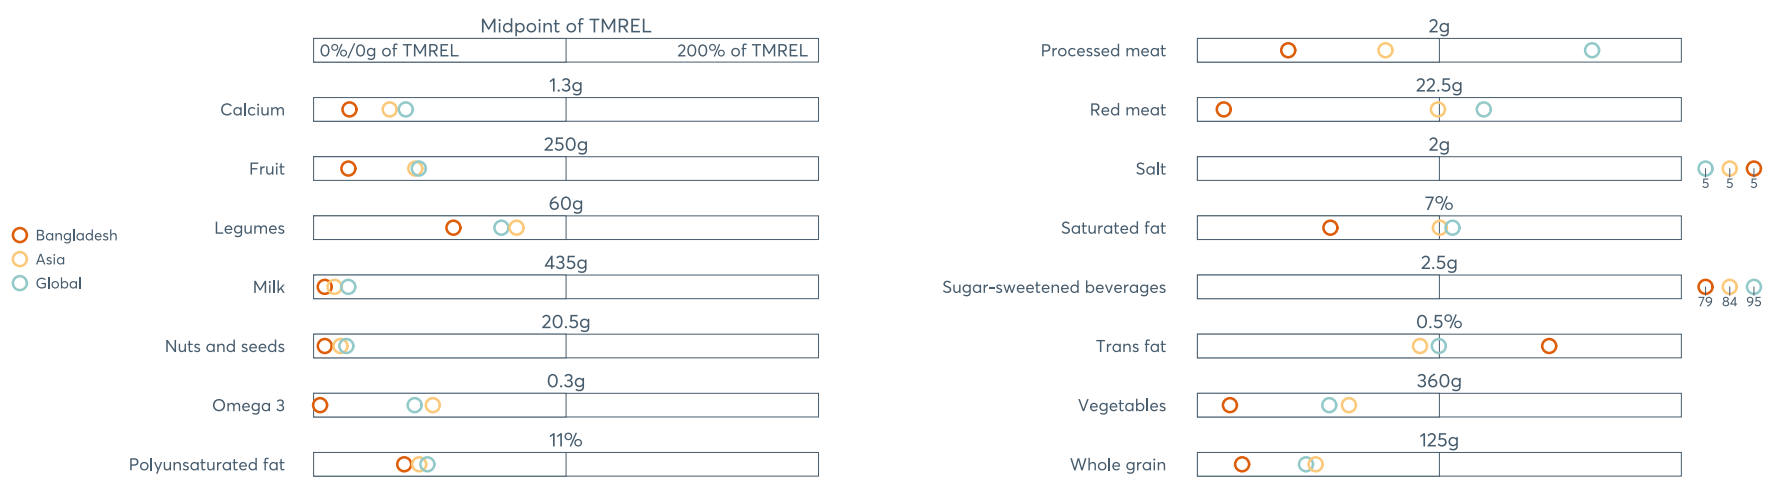 Midpoint of TMREL
0%/0g of TMREL 200% of TMREL
1.3g
Calcium
250g
Fruit
60g
Legumes
435g
Milk
20.5g
Nuts and seeds
0.3g
Omega 3
11%
Polyunsaturated fat
Bangladesh
Asia
Global
2g
Processed meat
22.5g
Red meat
2g
Salt
5 5 5
7%
Saturated fat
2.5g
Sugar-sweetened beverages
79 84 95
0.5%
Trans fat
360g
Vegetables
125g
Whole grain